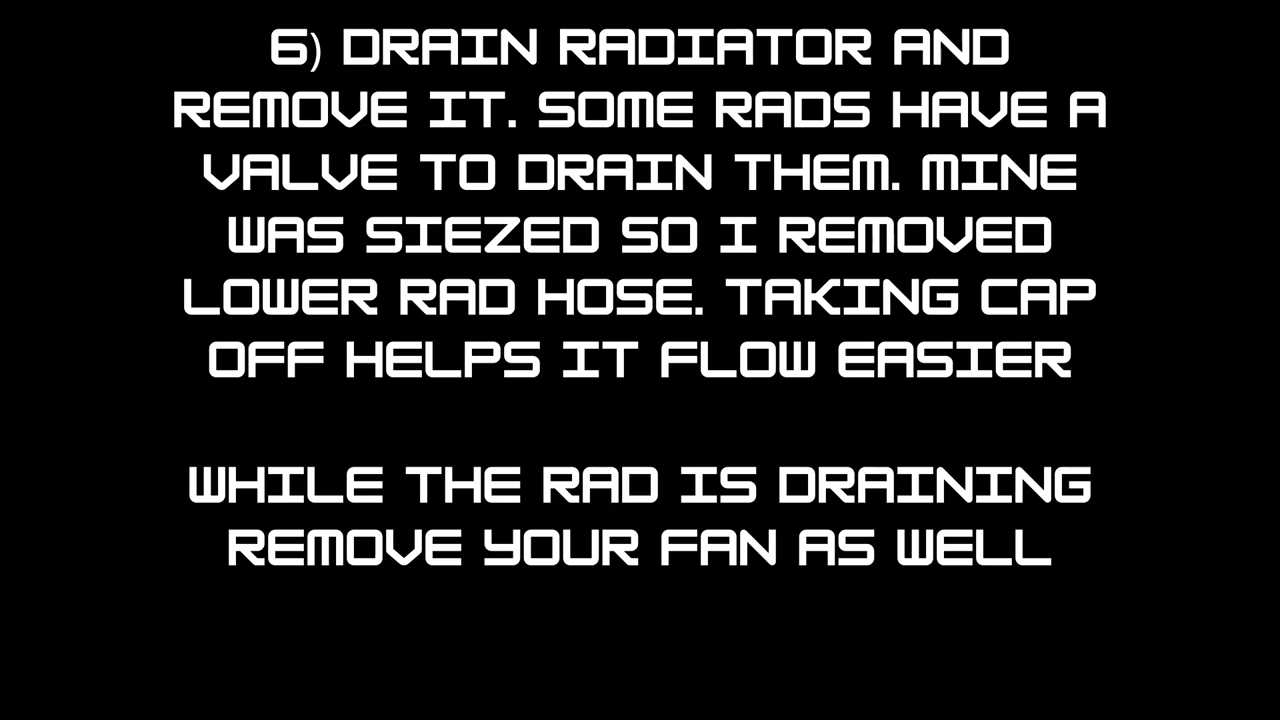 6) DRAIN RADIATOR AND
REMOVE IT. SOME RADS HAVE A
VALVE TO DRAIN THEM. MINE
WAS SIEZED SO I REMOVED
LOWER RAD HOSE. TAKING CAP
OFF HELPS IT FLOW EASIER
WHILE THE RAD IS DRAINING
REMOVE YOUR FAN AS WELL